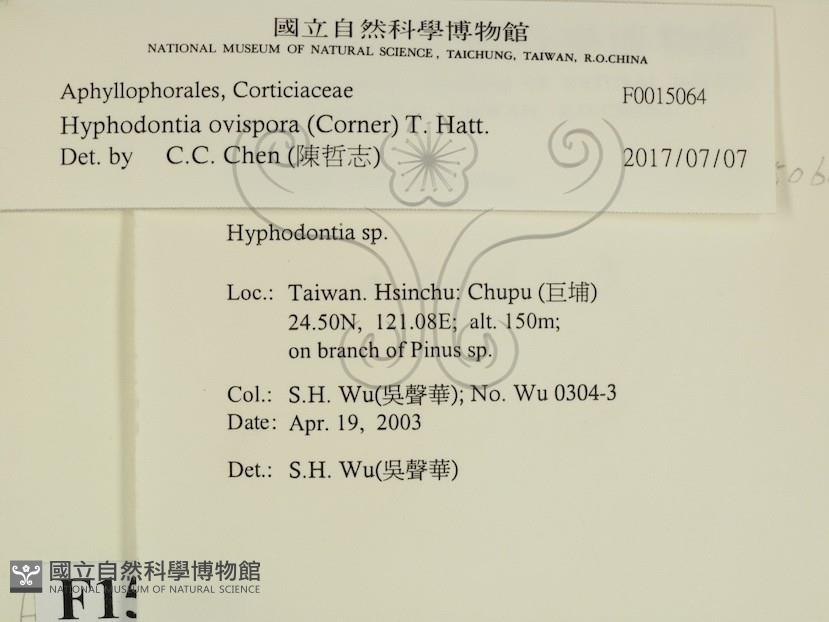 國立自然科學博物館
NATIONAL MUSEUM OF NATURAL SCIENCE, TAICHUNG, TAIWAN, R.O.CHINA
Aphyllophorales, Corticiaceae F0015064
Hyphodontia ovispora (Corner) T. Hatt.
Det. by C.C. Chen (陳哲志) 2017/07/07
Hyphodontia sp.
Loc.: Taiwan. Hsinchu: Chupu (巨埔)
24.50N, 121.08E; alt. 150m;
on branch of Pinus sp.
Col.: S.H. Wu(吳聲華); No. Wu 0304-3
Date: Apr. 19, 2003
Det.: S.H. Wu(吳聲華)
國立自然科學博物館
NATIONAL MUSEUM OF NATURAL SCIENCE